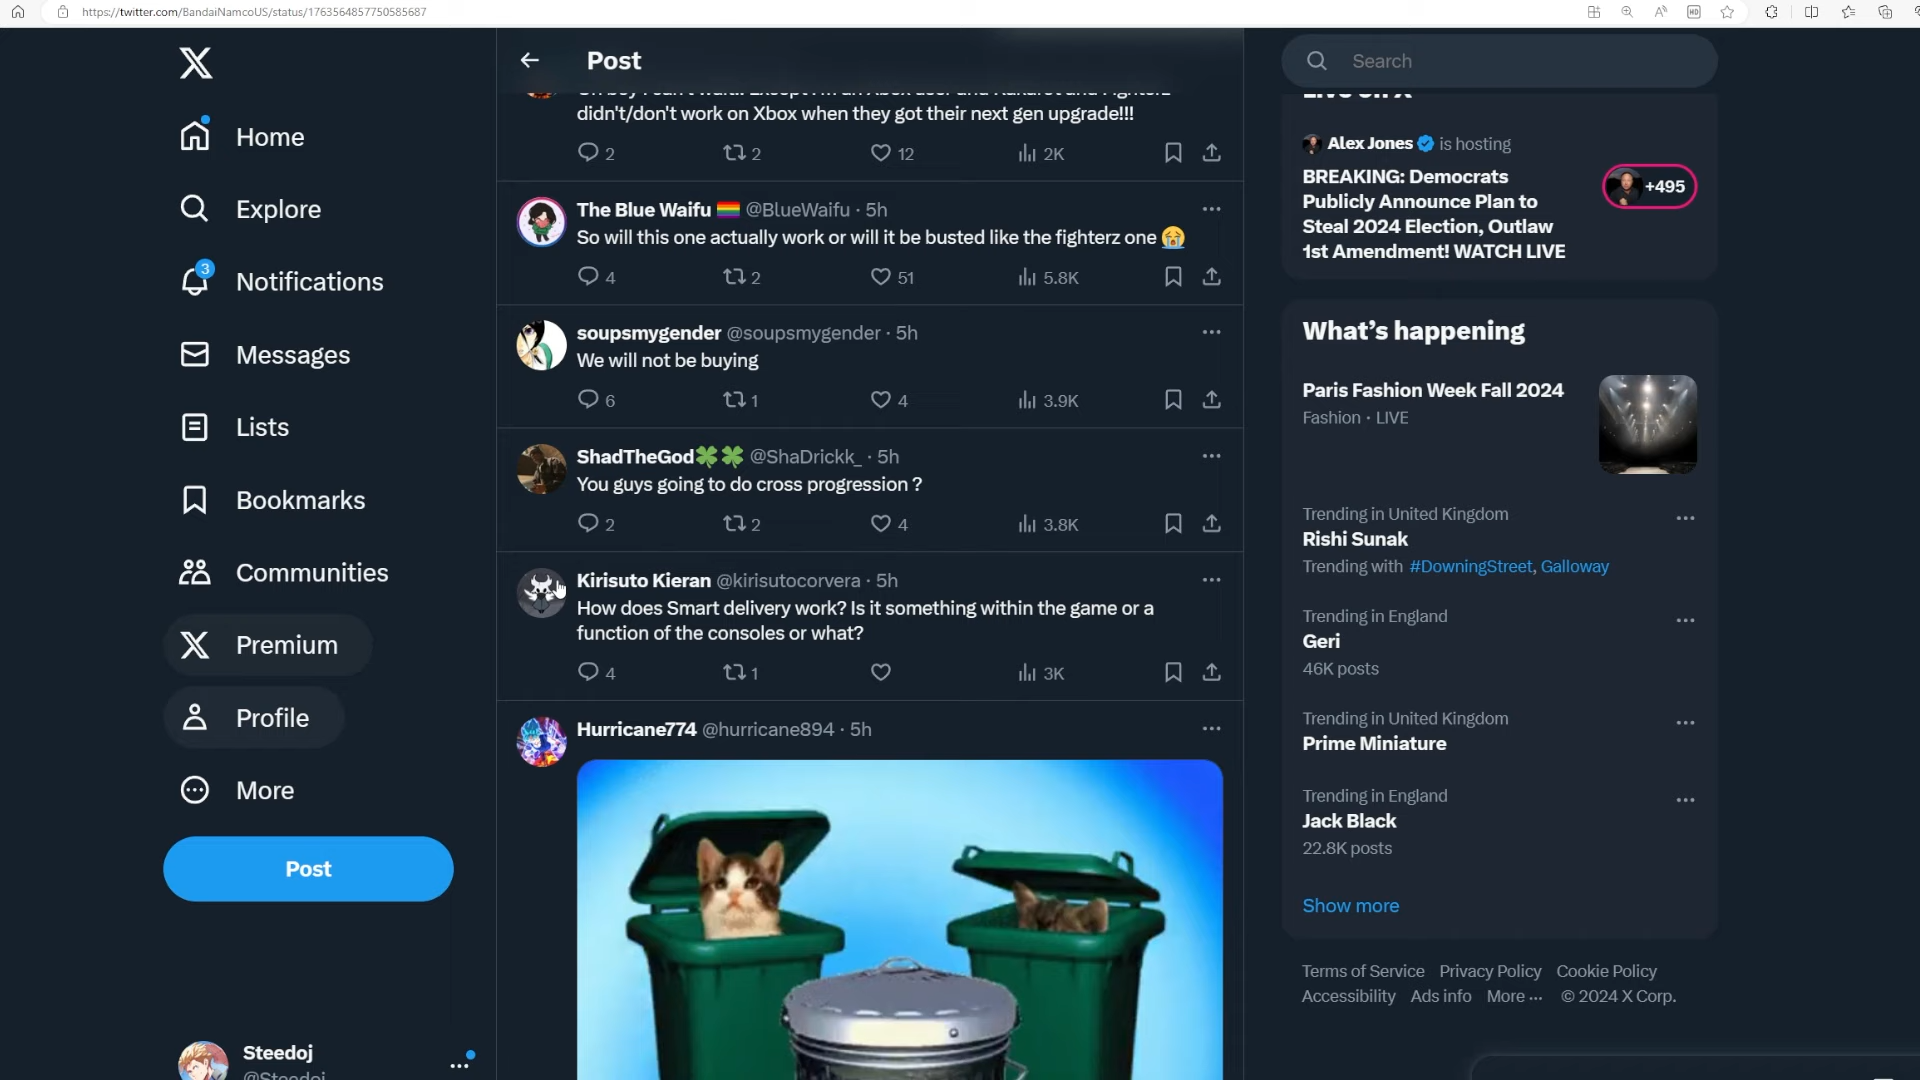 https://twitter.com/BandaiNamcoUS/status/1763564857750585687
Post
Search
Home
Explore
3
Notifications
Messages
Lists
Bookmarks
Communities
Premium
Profile
More
Post
Steedoj
@Steedoj
didn't/don't work on Xbox when they got their next gen upgrade!!!
2 2 12 2K
The Blue Waifu 🏳️‍🌈 @BlueWaifu · 5h
So will this one actually work or will it be busted like the fighterz one 😭
4 2 51 5.8K
soupsmygender @soupsmygender · 5h
We will not be buying
6 1 4 3.9K
ShadTheGod🍀🍀 @ShaDrickk_ · 5h
You guys going to do cross progression ?
2 2 4 3.8K
Kirisuto Kieran @kirisutocorvera · 5h
How does Smart delivery work? Is it something within the game or a
function of the consoles or what?
4 1 3K
Hurricane774 @hurricane894 · 5h
Live on X
Alex Jones is hosting
BREAKING: Democrats
Publicly Announce Plan to
Steal 2024 Election, Outlaw
1st Amendment! WATCH LIVE
+495
What's happening
Paris Fashion Week Fall 2024
Fashion · LIVE
Trending in United Kingdom
Rishi Sunak
Trending with #DowningStreet, Galloway
Trending in England
Geri
46K posts
Trending in United Kingdom
Prime Miniature
Trending in England
Jack Black
22.8K posts
Show more
Terms of Service Privacy Policy Cookie Policy
Accessibility Ads info More ··· © 2024 X Corp.